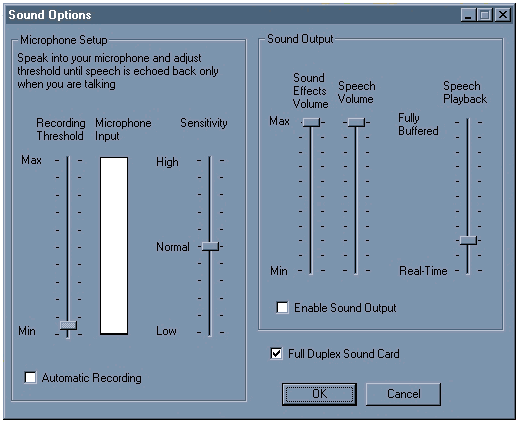 Sound Options
Microphone Setup
Speak into your microphone and adjust
threshold until speech is echoed back only
when you are talking
Recording
Threshold
Microphone
Input
Sensitivity
Max
High
Normal
Min
Low
Automatic Recording
Sound Output
Sound
Effects
Volume
Speech
Volume
Speech
Playback
Max
Fully
Buffered
Min
Real-Time
Enable Sound Output
Full Duplex Sound Card
OK
Cancel